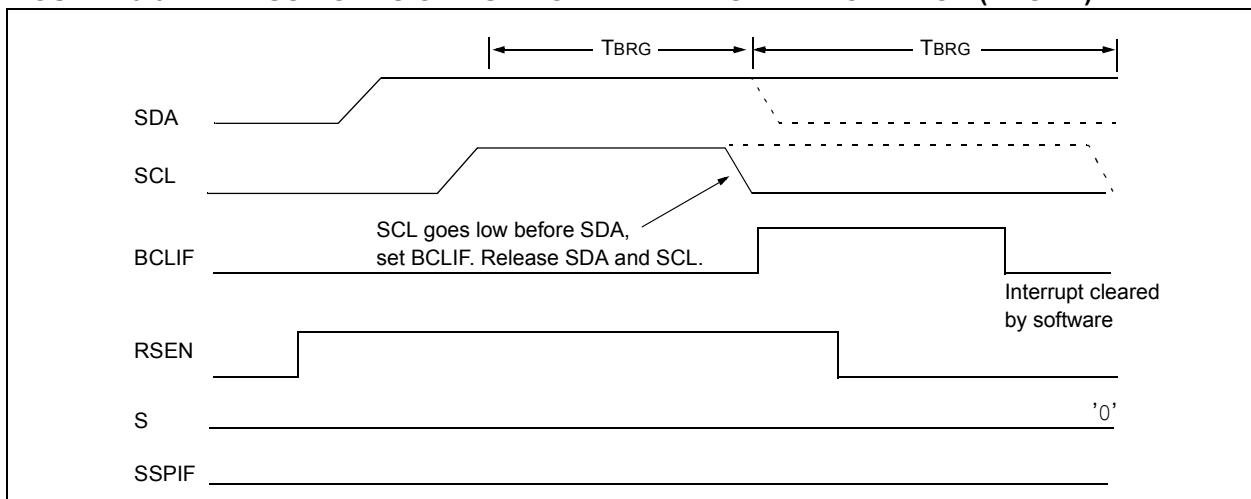 TBRG TBRG
SDA
SCL
SCL goes low before SDA,
set BCLIF. Release SDA and SCL.
BCLIF
Interrupt cleared
by software
RSEN
S '0'
SSPIF